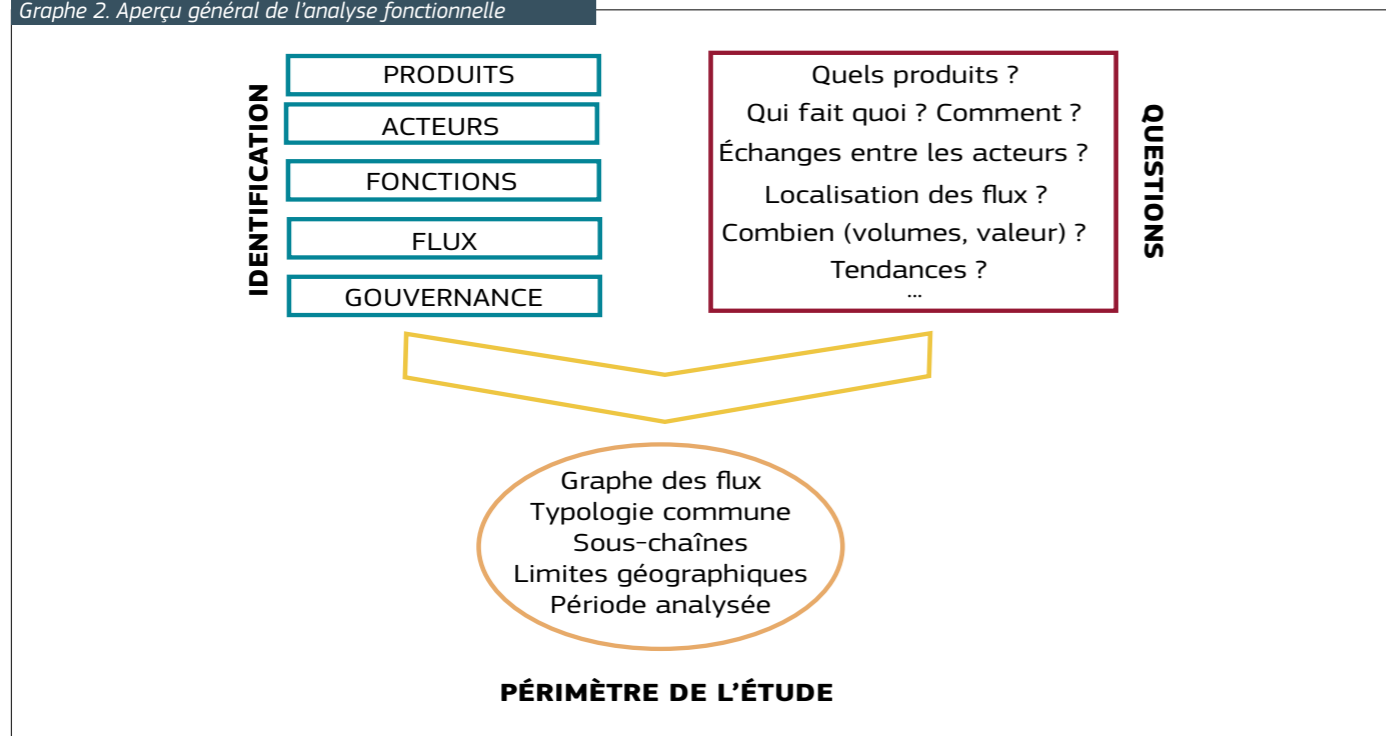 Graphe 2. Aperçu général de l'analyse fonctionnelle
IDENTIFICATION
PRODUITS
ACTEURS
FONCTIONS
FLUX
GOUVERNANCE
Quels produits ?
Qui fait quoi ? Comment ?
Échanges entre les acteurs ?
Localisation des flux ?
Combien (volumes, valeur) ?
Tendances ?
...
QUESTIONS
Graphe des flux
Typologie commune
Sous-chaînes
Limites géographiques
Période analysée
PÉRIMÈTRE DE L'ÉTUDE